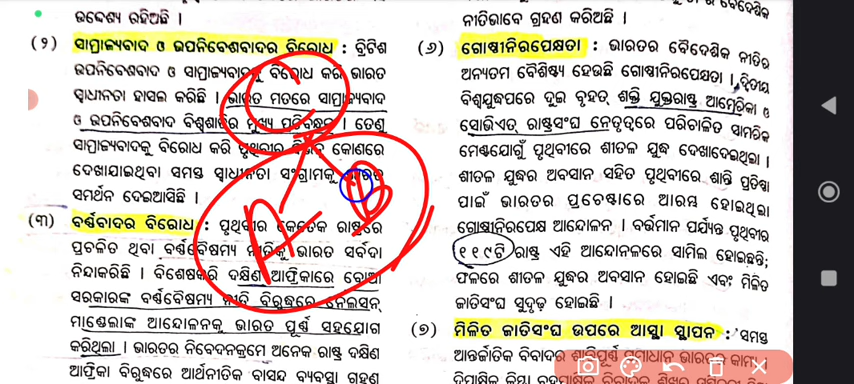 ଉଦ୍ଦେଶ୍ୟ ରହିଅଛି ।
(୨) ସାମ୍ରାଜ୍ୟବାଦ ଓ ଉପନିବେଶବାଦର ବିରୋଧ : ବ୍ରିଟିଶ
ଉପନିବେଶବାଦ ଓ ସାମ୍ରାଜ୍ୟବାଦକୁ ବିରୋଧ କରି ଭାରତ
ସ୍ବାଧୀନତା ହାସଲ କରିଛି । ଭାରତ ମତରେ ସାମ୍ରାଜ୍ୟବାଦ
ଓ ଉପନିବେଶବାଦ ବିଶ୍ୱଶାନ୍ତିର ମୁଖ୍ୟ ପ୍ରତିବନ୍ଧକ । ତେଣୁ
ସାମ୍ରାଜ୍ୟବାଦକୁ ବିରୋଧ କରି ପୃଥିବୀର କୋଣରେ
ଦେଖାଯାଇଥିବା ସମସ୍ତ ସ୍ବାଧୀନତା ସଂଗ୍ରାମକୁ ଭାରତ
ସମର୍ଥନ ଦେଇଆସିଛି ।
(୩) ବର୍ଣ୍ଣବାଦର ବିରୋଧ : ପୃଥିବୀର କେତେକ ରାଷ୍ଟ୍ରରେ
ପ୍ରଚଳିତ ଥିବା ବର୍ଣ୍ଣବୈଷମ୍ୟ ନୀତିକୁ ଭାରତ ସର୍ବଦା
ନିନ୍ଦାକରିଛି । ବିଶେଷକରି ଦକ୍ଷିଣ ଆଫ୍ରିକାରେ ବୋଥା
ସରକାରଙ୍କ ବର୍ଣ୍ଣବୈଷମ୍ୟ ନୀତି ବିରୁଦ୍ଧରେ ନେଲସନ୍
ମାଣ୍ଡେଲାଙ୍କ ଆନ୍ଦୋଳନକୁ ଭାରତ ପୂର୍ଣ୍ଣ ସହଯୋଗ
କରିଥିଲା । ଭାରତର ନିବେଦନକ୍ରମେ ଅନେକ ରାଷ୍ଟ୍ର ଦକ୍ଷିଣ
ଆଫ୍ରିକା ବିରୁଦ୍ଧରେ ଆର୍ଥନୀତିକ ବାସନ୍ଦ ବ୍ୟବସ୍ଥା ଗ୍ରହଣ
C
A B
ବୈଦେଶିକ
ନୀତିଭାବେ ଗ୍ରହଣ କରିଅଛି ।
(୬) ଗୋଷ୍ଠୀନିରପେକ୍ଷତା : ଭାରତର ବୈଦେଶିକ ନୀତିର
ଅନ୍ୟତମ ବୈଶିଷ୍ଟ୍ୟ ହେଉଛି ଗୋଷ୍ଠୀନିରପେକ୍ଷତା । ଦ୍ୱିତୀୟ
ବିଶ୍ୱଯୁଦ୍ଧପରେ ଦୁଇ ବୃହତ୍ ଶକ୍ତି ଯୁକ୍ତରାଷ୍ଟ୍ର ଆମେରିକା ଓ
ସୋଭିଏତ୍ ରାଷ୍ଟ୍ରସଂଘ ନେତୃତ୍ୱରେ ପରିଚାଳିତ ସାମରିକ
ମେଣ୍ଟଯୋଗୁଁ ପୃଥିବୀରେ ଶୀତଳ ଯୁଦ୍ଧ ଦେଖାଦେଇଥିଲା ।
ଶୀତଳ ଯୁଦ୍ଧର ଅବସାନ ସହିତ ପୃଥିବୀରେ ଶାନ୍ତି ପ୍ରତିଷ୍ଠା
ପାଇଁ ଭାରତର ପ୍ରଚେଷ୍ଟାରେ ଆରମ୍ଭ ହୋଇଥିଲା
ଗୋଷ୍ଠୀନିରପେକ୍ଷ ଆନ୍ଦୋଳନ । ବର୍ତ୍ତମାନ ପର୍ଯ୍ୟନ୍ତ ପୃଥିବୀର
୧୧୯ଟି ରାଷ୍ଟ୍ର ଏହି ଆନ୍ଦୋଳନରେ ସାମିଲ ହୋଇଛନ୍ତି;
ଫଳରେ ଶୀତଳ ଯୁଦ୍ଧର ଅବସାନ ହୋଇଛି ଏବଂ ମିଳିତ
ଜାତିସଂଘ ସୁଦୃଢ଼ ହୋଇଛି ।
(୭) ମିଳିତ ଜାତିସଂଘ ଉପରେ ଆସ୍ଥା ସ୍ଥାପନ : ସମସ୍ତ
ଆନ୍ତର୍ଜାତିକ ବିବାଦର ଶାନ୍ତିପୂର୍ଣ୍ଣ ସମାଧାନ ଭାରତର କାମ୍ୟ ।